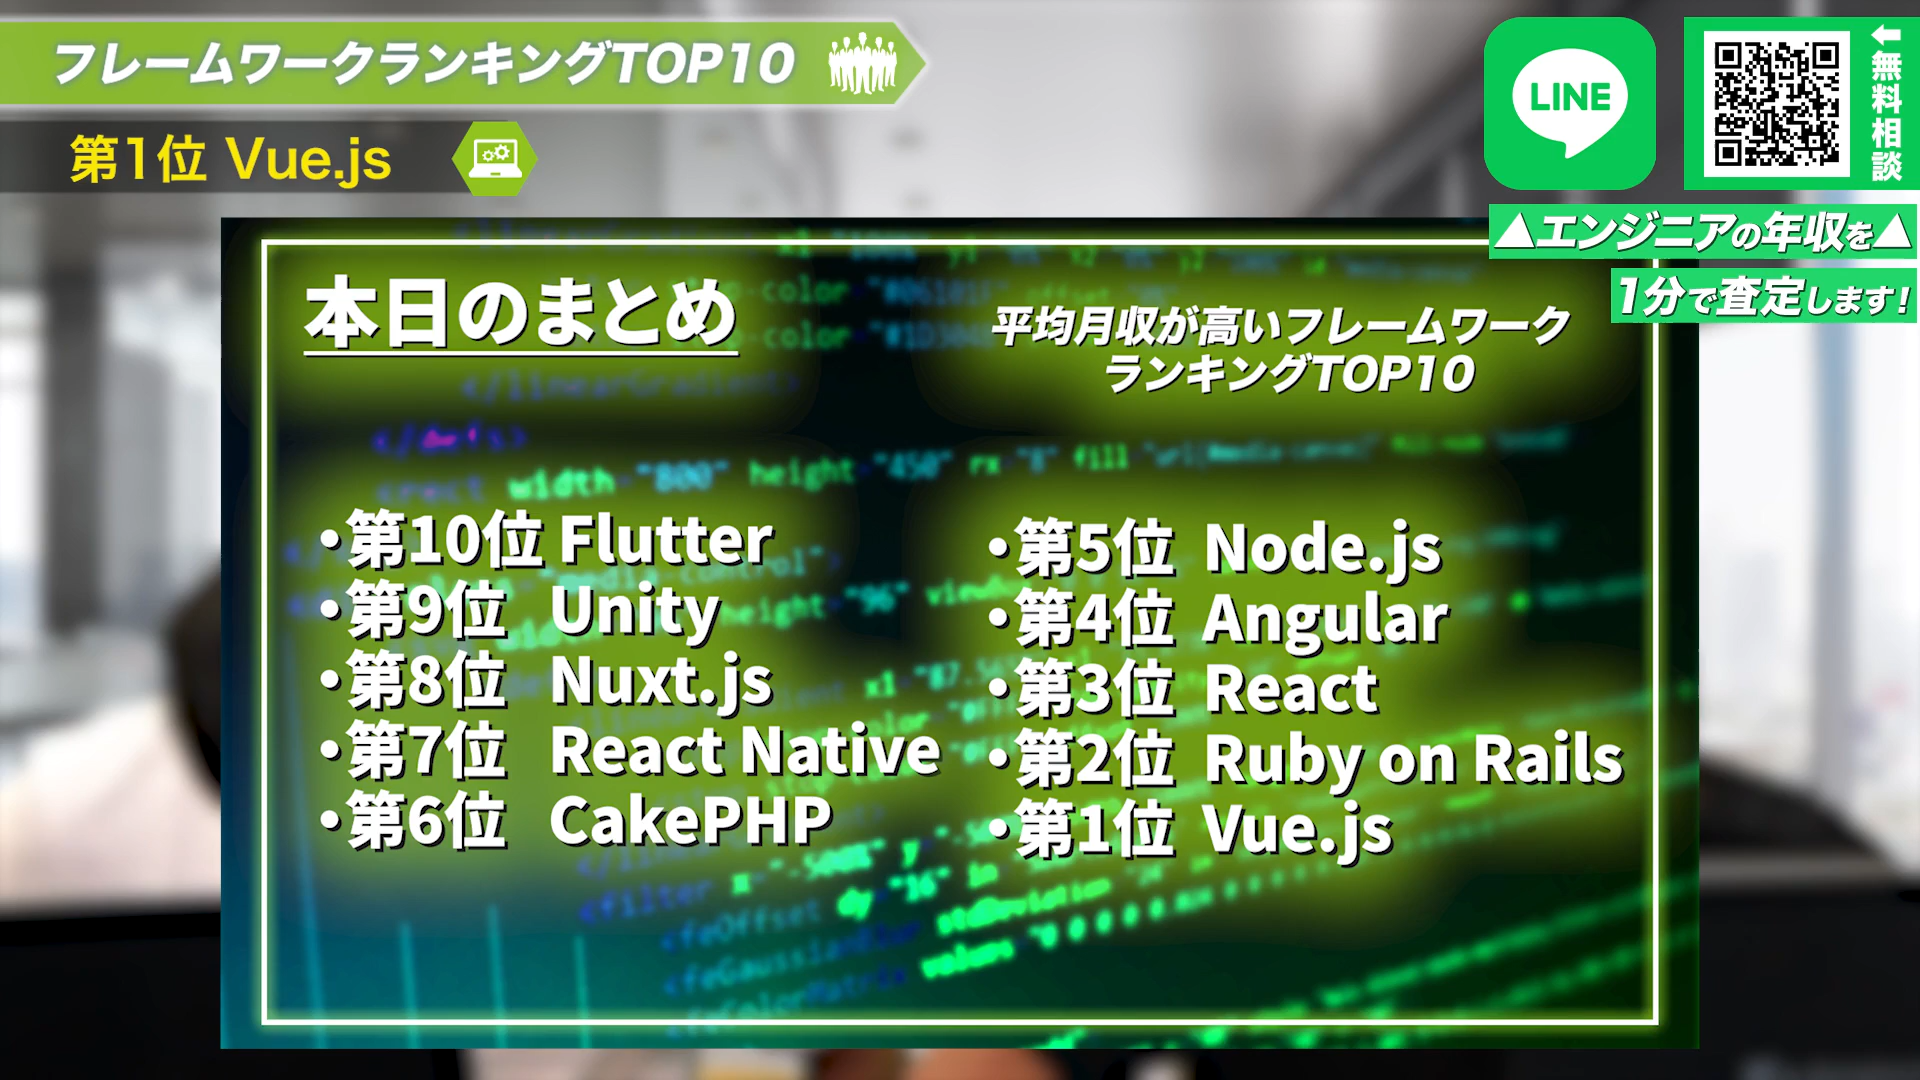 フレームワークランキングTOP10
第1位 Vue.js
LINE
⬅無料相談
▲エンジニアの年収を▲
1分で査定します!
本日のまとめ
平均月収が高いフレームワーク
ランキングTOP10
・第10位 Flutter
・第9位 Unity
・第8位 Nuxt.js
・第7位 React Native
・第6位 CakePHP
・第5位 Node.js
・第4位 Angular
・第3位 React
・第2位 Ruby on Rails
・第1位 Vue.js